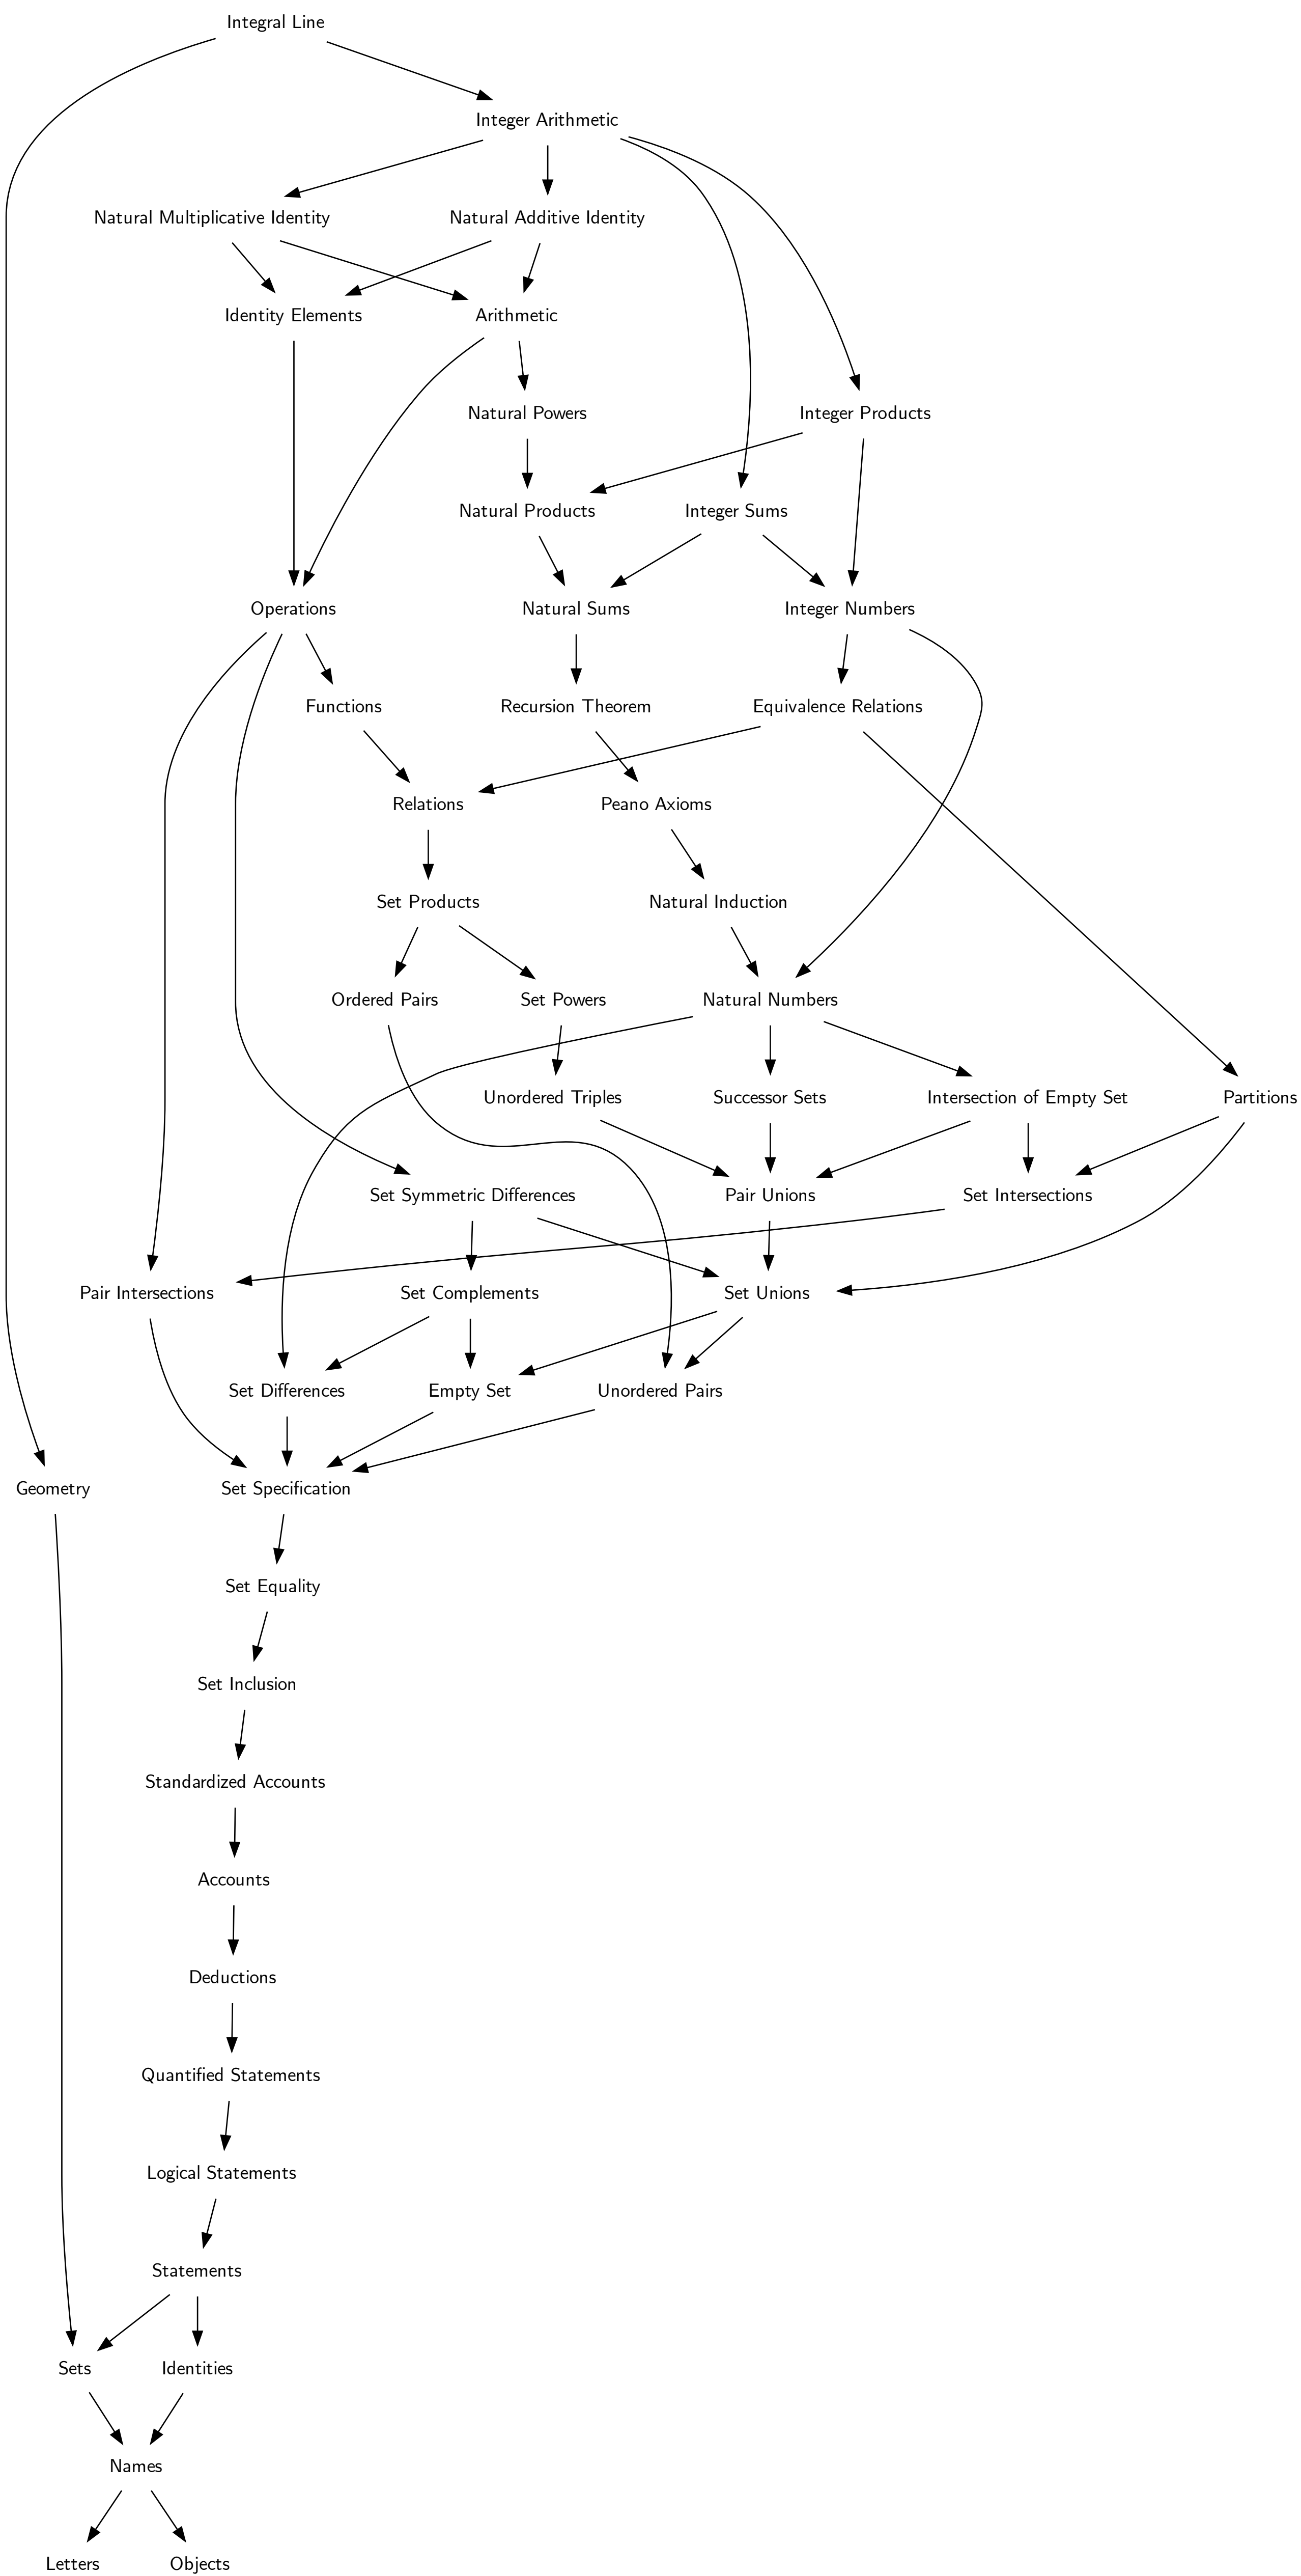 Integral Line
Integer Arithmetic
Natural Multiplicative Identity
Natural Additive Identity
Identity Elements
Arithmetic
Natural Powers
Integer Products
Natural Products
Integer Sums
Operations
Natural Sums
Integer Numbers
Functions
Recursion Theorem
Equivalence Relations
Relations
Peano Axioms
Set Products
Natural Induction
Ordered Pairs
Set Powers
Natural Numbers
Unordered Triples
Successor Sets
Intersection of Empty Set
Partitions
Set Symmetric Differences
Pair Unions
Set Intersections
Pair Intersections
Set Complements
Set Unions
Set Differences
Empty Set
Unordered Pairs
Geometry
Set Specification
Set Equality
Set Inclusion
Standardized Accounts
Accounts
Deductions
Quantified Statements
Logical Statements
Statements
Sets
Identities
Names
Letters
Objects